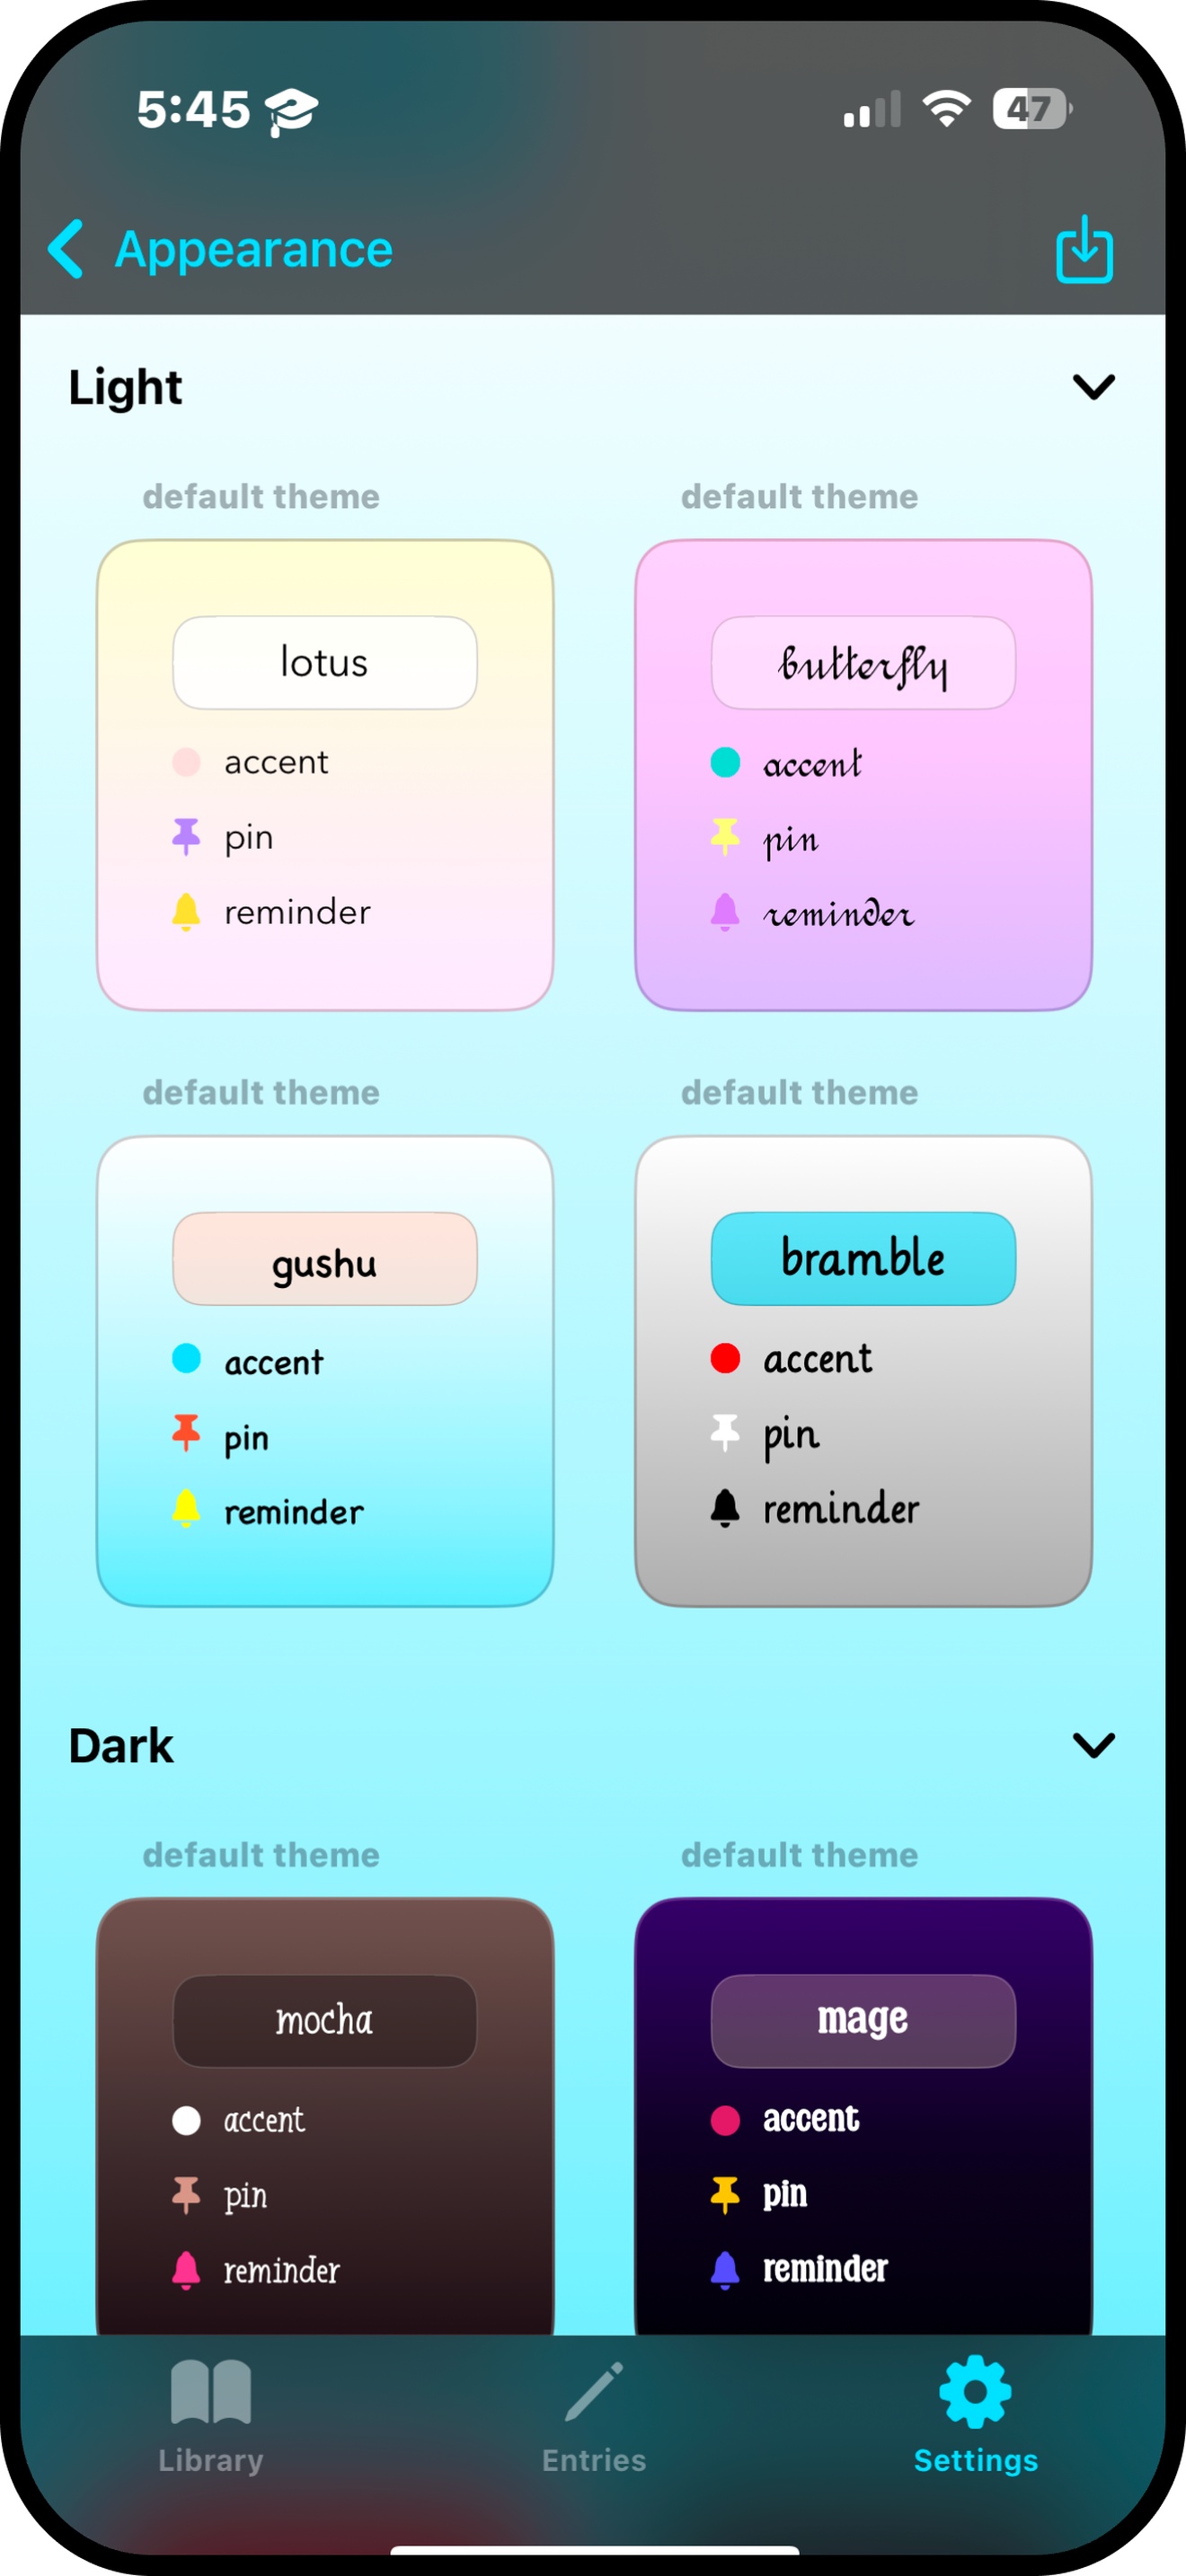 5:45
47
Appearance
Light
default theme
default theme
lotus
accent
pin
reminder
butterfly
accent
pin
reminder
default theme
default theme
gushu
accent
pin
reminder
bramble
accent
pin
reminder
Dark
default theme
default theme
mocha
accent
pin
reminder
mage
accent
pin
reminder
Library
Entries
Settings